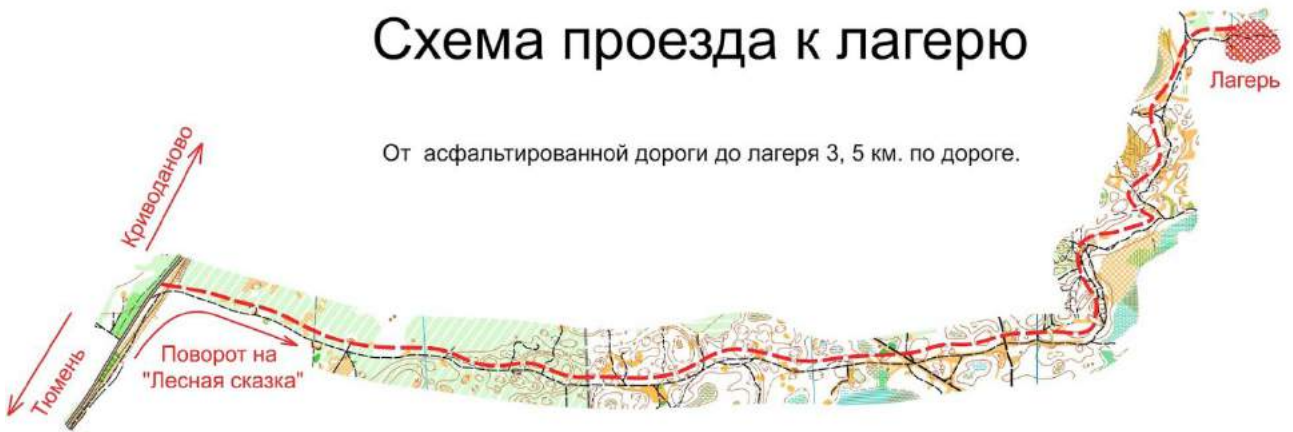 Схема проезда к лагерю
Лагерь
От асфальтированной дороги до лагеря 3, 5 км. по дороге.
Криводаново
Тюмень
Поворот на
"Лесная сказка"